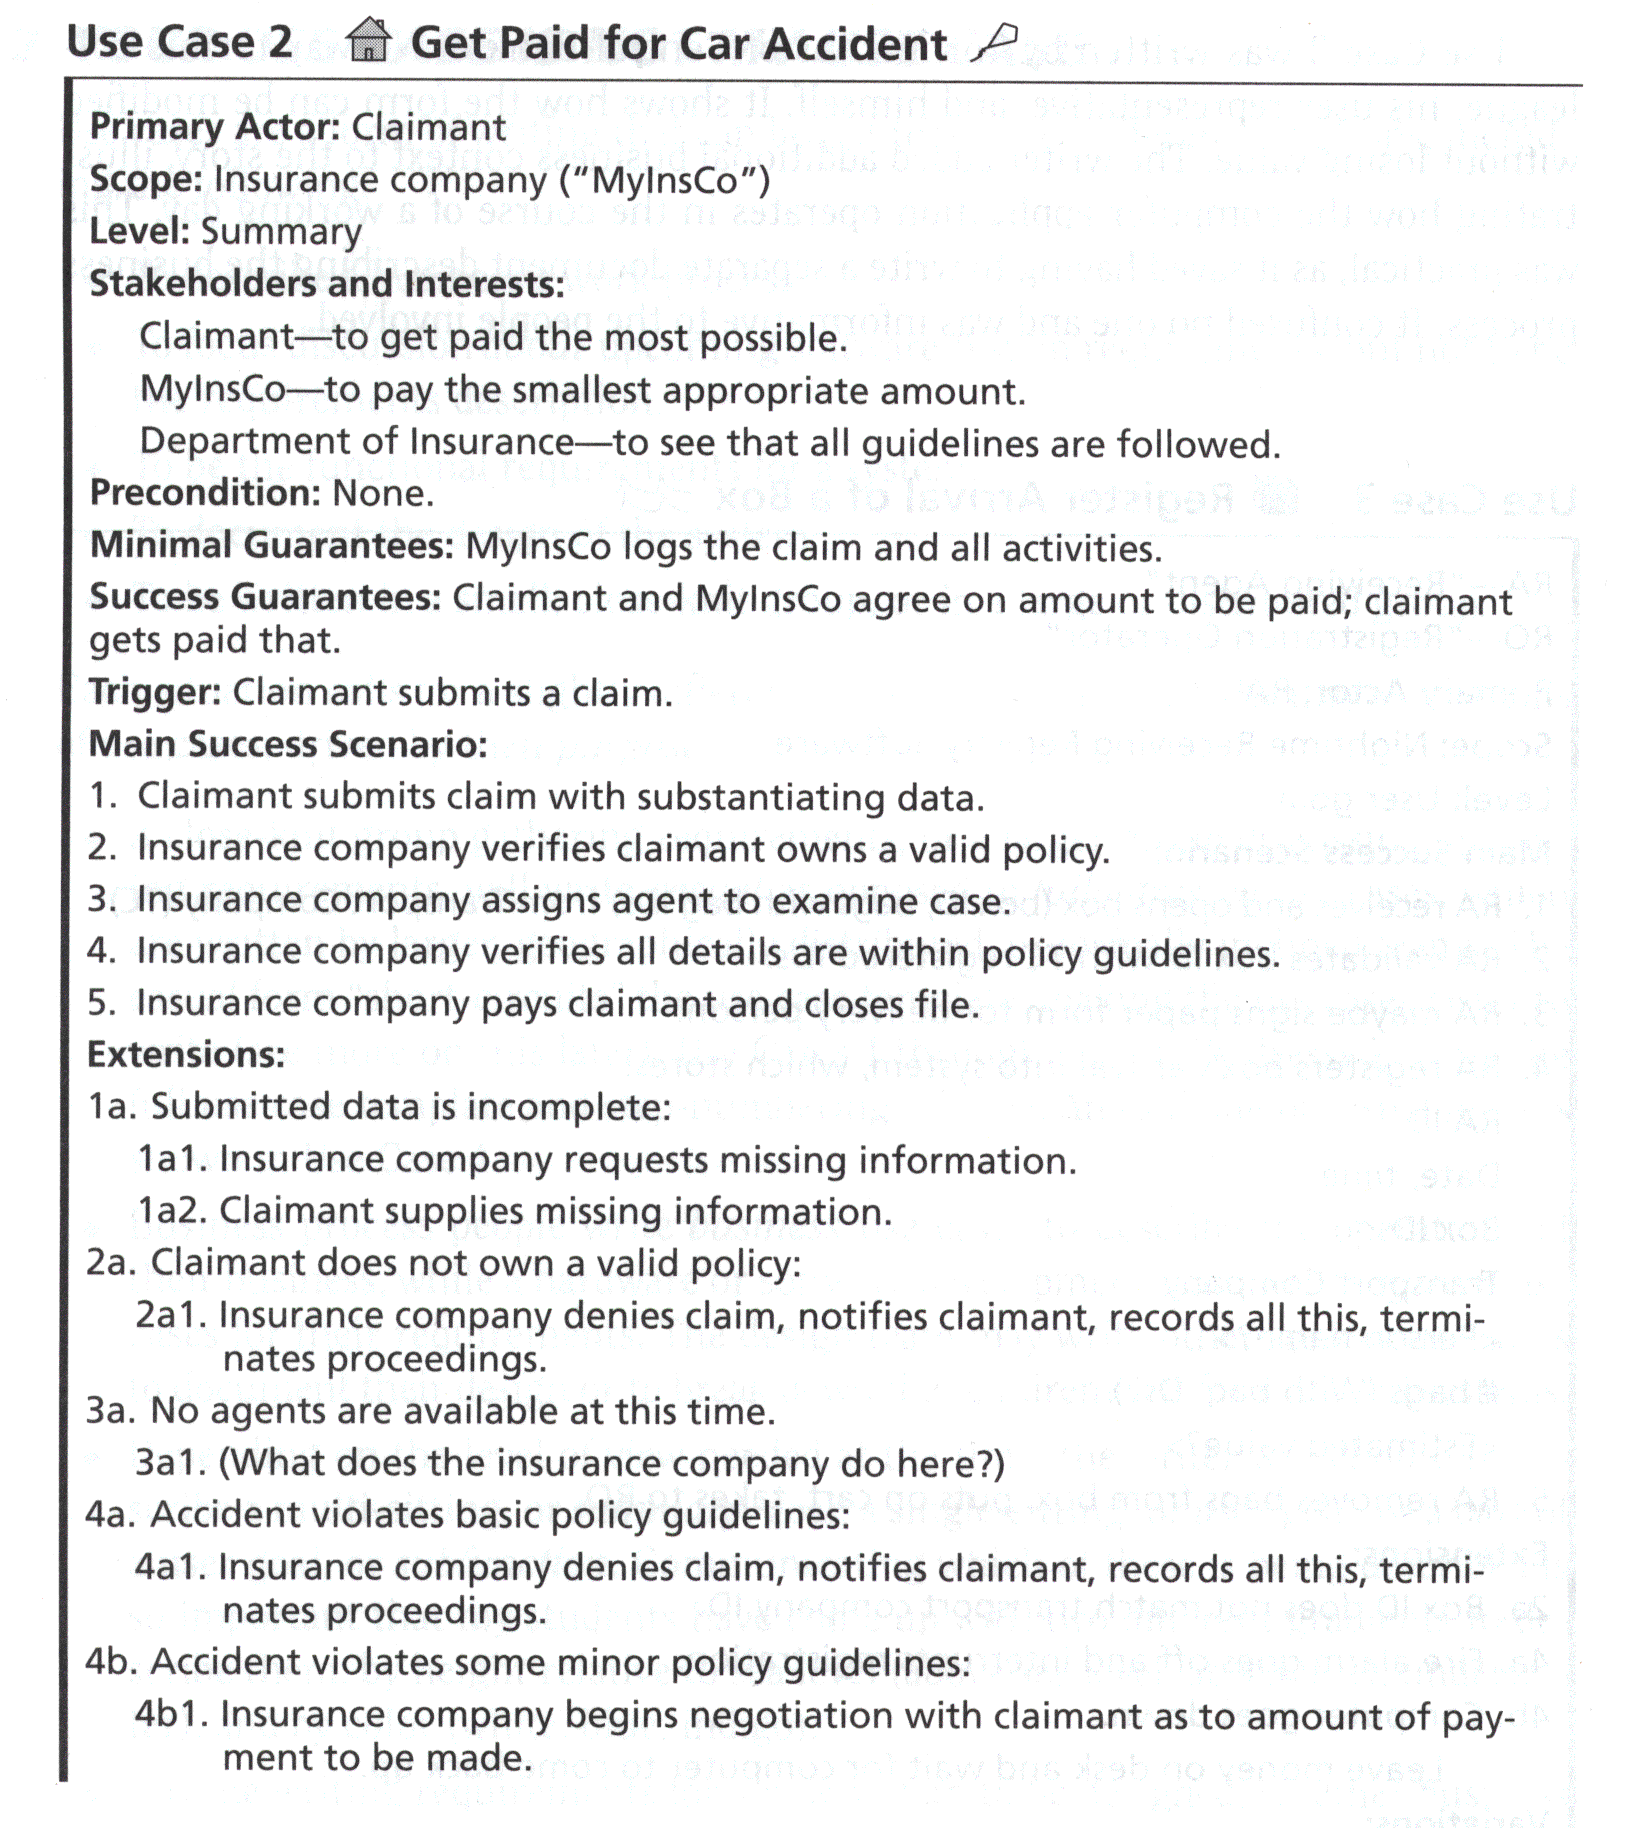 Use Case 2 Get Paid for Car Accident
Primary Actor: Claimant
Scope: Insurance company (“MyInsCo”)
Level: Summary
Stakeholders and Interests:
Claimant—to get paid the most possible.
MyInsCo—to pay the smallest appropriate amount.
Department of Insurance—to see that all guidelines are followed.
Precondition: None.
Minimal Guarantees: MyInsCo logs the claim and all activities.
Success Guarantees: Claimant and MyInsCo agree on amount to be paid; claimant
gets paid that.
Trigger: Claimant submits a claim.
Main Success Scenario:
1. Claimant submits claim with substantiating data.
2. Insurance company verifies claimant owns a valid policy.
3. Insurance company assigns agent to examine case.
4. Insurance company verifies all details are within policy guidelines.
5. Insurance company pays claimant and closes file.
Extensions:
1a. Submitted data is incomplete:
1a1. Insurance company requests missing information.
1a2. Claimant supplies missing information.
2a. Claimant does not own a valid policy:
2a1. Insurance company denies claim, notifies claimant, records all this, termi-
nates proceedings.
3a. No agents are available at this time.
3a1. (What does the insurance company do here?)
4a. Accident violates basic policy guidelines:
4a1. Insurance company denies claim, notifies claimant, records all this, termi-
nates proceedings.
4b. Accident violates some minor policy guidelines:
4b1. Insurance company begins negotiation with claimant as to amount of pay-
ment to be made.